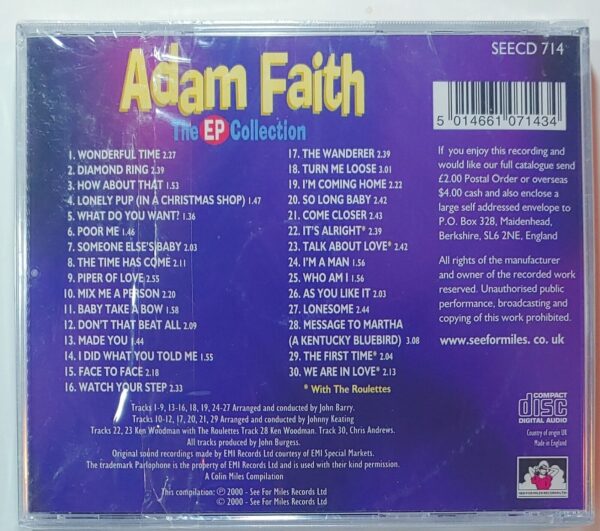 SEECD 714
Adam Faith
The EP Collection
5 014661 071434
1. WONDERFUL TIME 2.27
2. DIAMOND RING 2.39
3. HOW ABOUT THAT 1.53
4. LONELY PUP (IN A CHRISTMAS SHOP) 1.47
5. WHAT DO YOU WANT? 1.36
6. POOR ME 1.46
7. SOMEONE ELSE'S BABY 2.03
8. THE TIME HAS COME 2.11
9. PIPER OF LOVE 2.55
10. MIX ME A PERSON 2.20
11. BABY TAKE A BOW 1.58
12. DON'T THAT BEAT ALL 2.09
13. MADE YOU 1.44
14. I DID WHAT YOU TOLD ME 1.55
15. FACE TO FACE 2.18
16. WATCH YOUR STEP 2.33
17. THE WANDERER 2.39
18. TURN ME LOOSE 3.01
19. I'M COMING HOME 2.22
20. SO LONG BABY 2.42
21. COME CLOSER 2.43
22. IT'S ALRIGHT* 2.39
23. TALK ABOUT LOVE* 2.42
24. I'M A MAN 1.56
25. WHO AM I 1.56
26. AS YOU LIKE IT 2.03
27. LONESOME 2.44
28. MESSAGE TO MARTHA
(A KENTUCKY BLUEBIRD) 3.08
29. THE FIRST TIME* 2.04
30. WE ARE IN LOVE* 2.13
* With The Roulettes
If you enjoy this recording and
would like our full catalogue send
£2.00 Postal Order or overseas
$4.00 cash and also enclose a
large self addressed envelope to
P.O. Box 328, Maidenhead,
Berkshire, SL6 2NE, England
All rights of the manufacturer
and owner of the recorded work
reserved. Unauthorised public
performance, broadcasting and
copying of this work prohibited.
www.seeformiles.co.uk
Tracks 1-9, 13-16, 18, 19, 24-27 Arranged and conducted by John Barry.
Tracks 10-12, 17, 20, 21, 29 Arranged and conducted by Johnny Keating
Tracks 22, 23 Ken Woodman with The Roulettes Track 28 Ken Woodman. Track 30, Chris Andrews.
All tracks produced by John Burgess.
Original sound recordings made by EMI Records Ltd courtesy of EMI Special Markets.
The trademark Parlophone is the property of EMI Records Ltd and is used with their kind permission.
A Colin Miles Compilation
This compilation: ℗ 2000 - See For Miles Records Ltd
© 2000 - See For Miles Records Ltd
COMPACT
disc
DIGITAL AUDIO
Country of origin UK
Made in England
SEE FOR MILES RECORDS LTD.